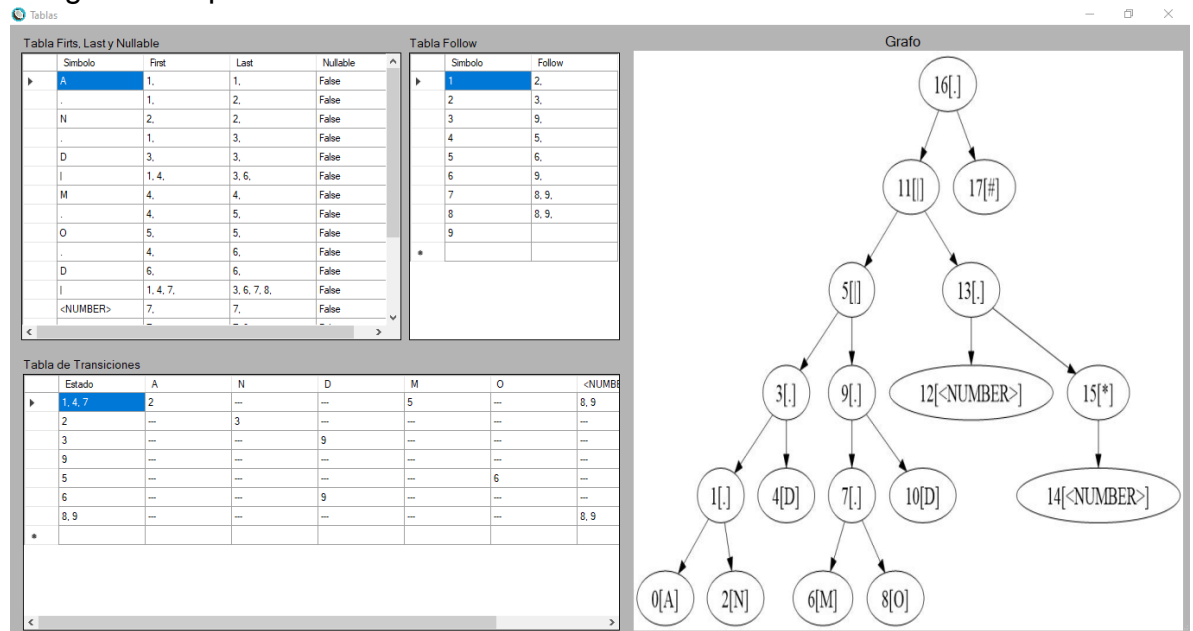 Tablas
Tabla Firts, Last y Nullable
Simbolo First Last Nullable
A 1, 1, False
. 1, 2, False
N 2, 2, False
. 1, 3, False
D 3, 3, False
| 1, 4, 3, 6, False
M 4, 4, False
. 4, 5, False
O 5, 5, False
. 4, 6, False
D 6, 6, False
| 1, 4, 7, 3, 6, 7, 8, False
<NUMBER> 7, 7, False
Tabla Follow
Simbolo Follow
1 2,
2 3,
3 9,
4 5,
5 6,
6 9,
7 8, 9,
8 8, 9,
9
Tabla de Transiciones
Estado A N D M O <NUMBE
1, 4, 7 2 --- --- 5 --- 8, 9
2 --- 3 --- --- --- ---
3 --- --- 9 --- --- ---
9 --- --- --- --- --- ---
5 --- --- --- --- 6 ---
6 --- --- 9 --- --- ---
8, 9 --- --- --- --- --- 8, 9
Grafo
16[.]
11[|] 17[#]
5[|] 13[.]
3[.] 9[.] 12[<NUMBER>] 15[*]
1[.] 4[D] 7[.] 10[D] 14[<NUMBER>]
0[A] 2[N] 6[M] 8[O]